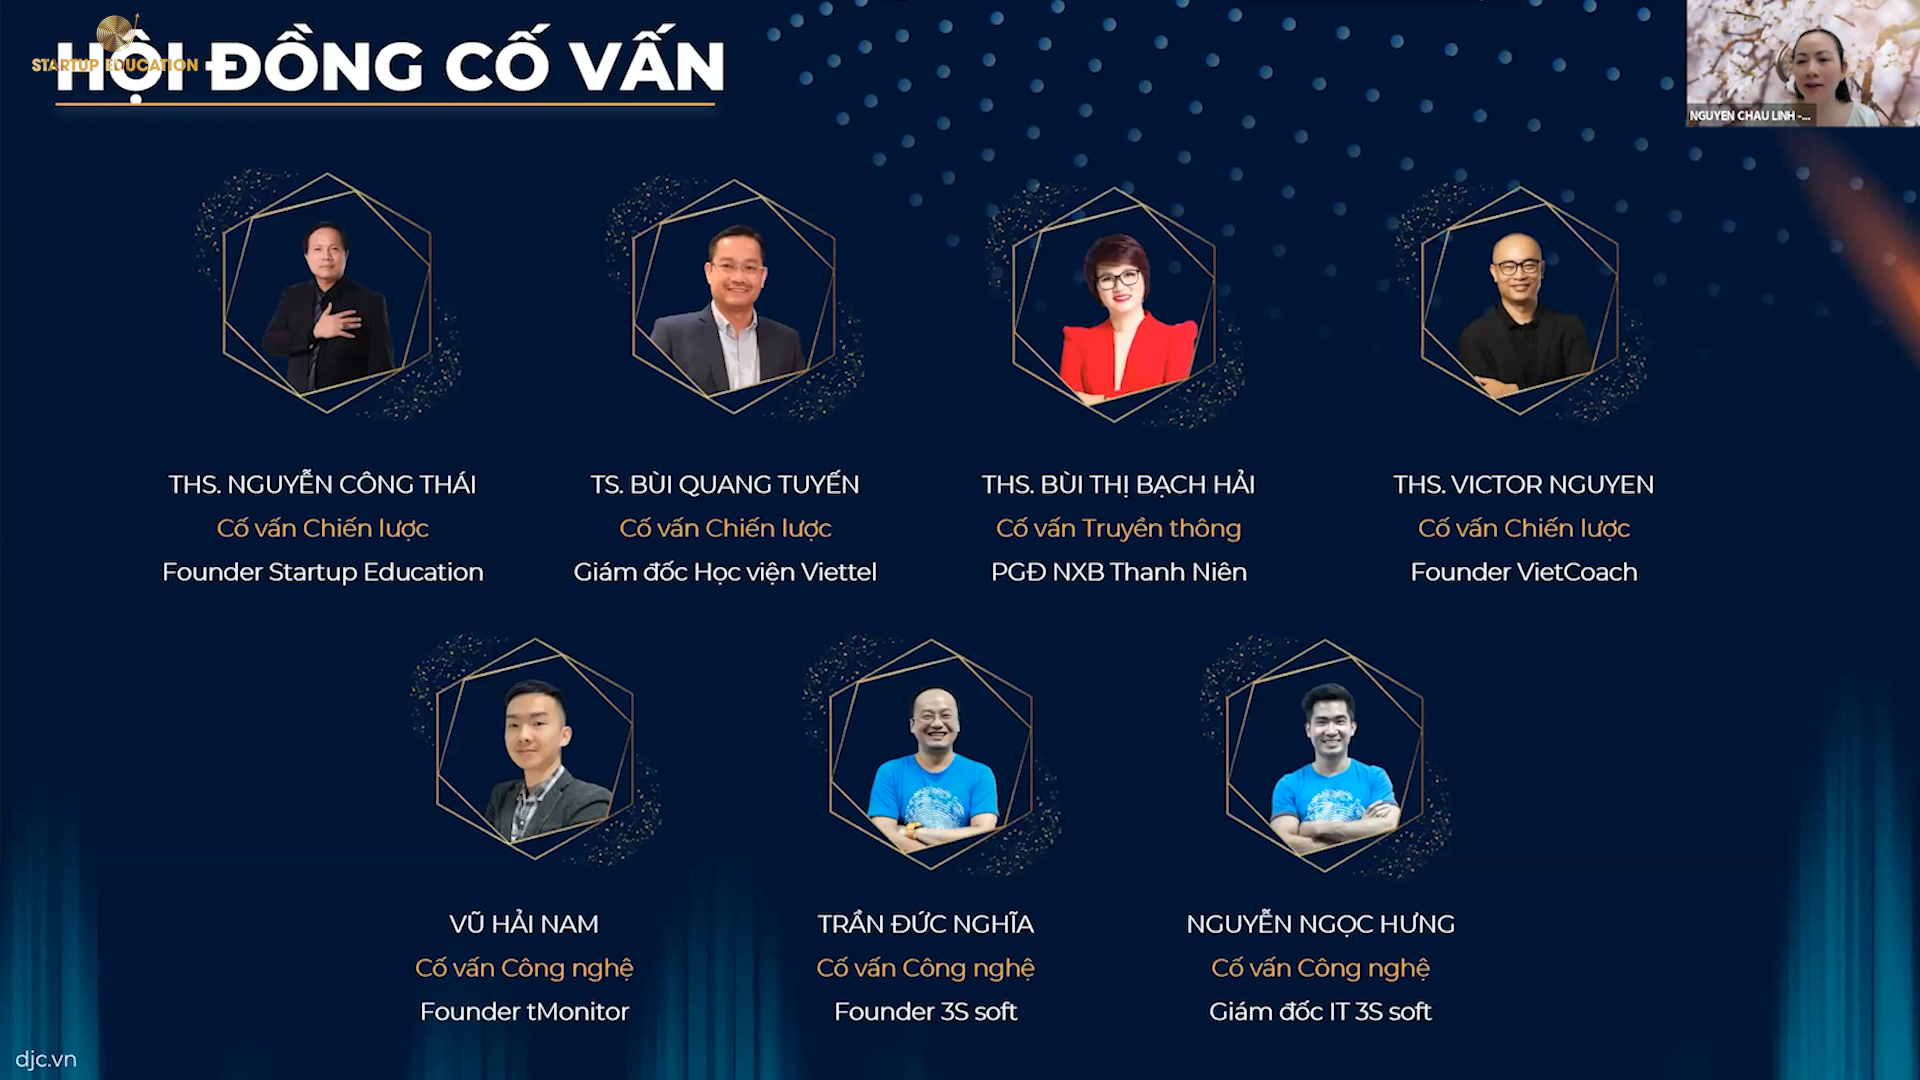 STARTUP EDUCATION
HỘI ĐỒNG CỐ VẤN
NGUYEN CHAU LINH -...
THS. NGUYỄN CÔNG THÁI
Cố vấn Chiến lược
Founder Startup Education
TS. BÙI QUANG TUYẾN
Cố vấn Chiến lược
Giám đốc Học viện Viettel
THS. BÙI THỊ BẠCH HẢI
Cố vấn Truyền thông
PGĐ NXB Thanh Niên
THS. VICTOR NGUYEN
Cố vấn Chiến lược
Founder VietCoach
VŨ HẢI NAM
Cố vấn Công nghệ
Founder tMonitor
TRẦN ĐỨC NGHĨA
Cố vấn Công nghệ
Founder 3S soft
NGUYỄN NGỌC HƯNG
Cố vấn Công nghệ
Giám đốc IT 3S soft
djc.vn